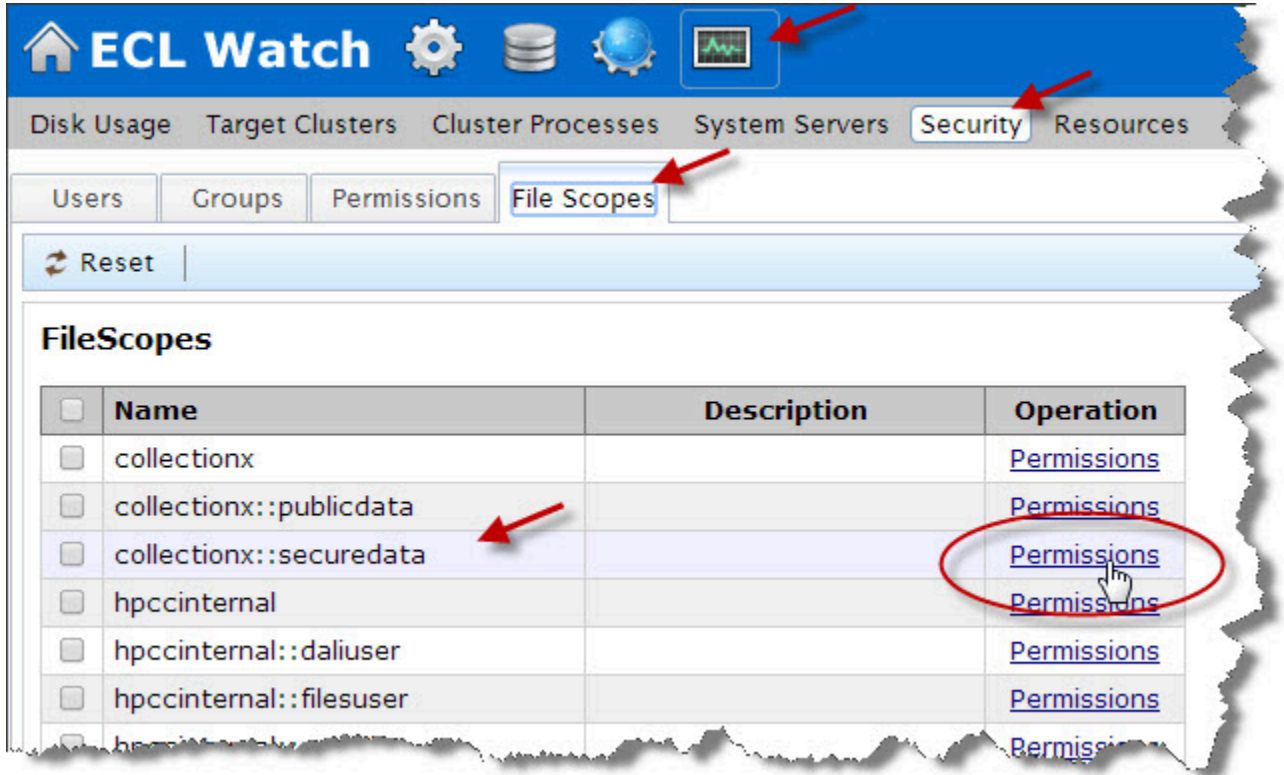 ECL Watch
Disk Usage Target Clusters Cluster Processes System Servers Security Resources
Users Groups Permissions File Scopes
Reset
FileScopes
Name Description Operation
collectionx Permissions
collectionx::publicdata Permissions
collectionx::securedata Permissions
hpccinternal Permissions
hpccinternal::daliuser Permissions
hpccinternal::filesuser Permissions